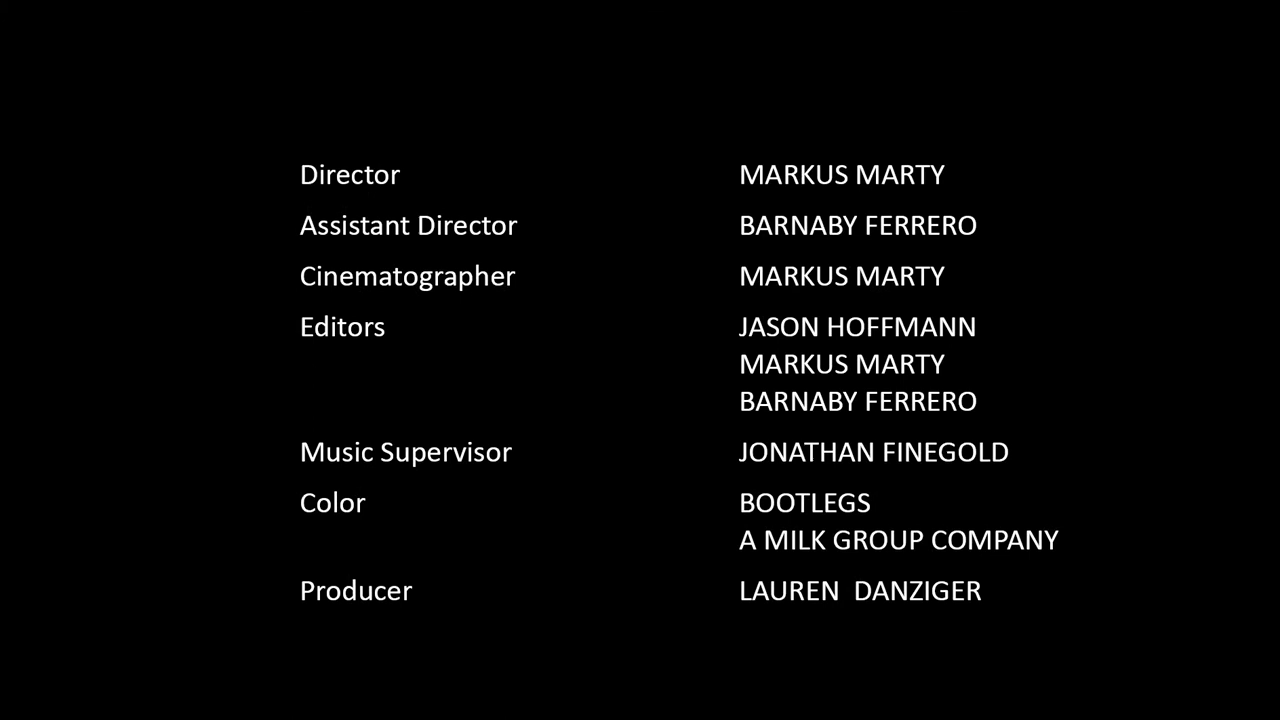 Director MARKUS MARTY
Assistant Director BARNABY FERRERO
Cinematographer MARKUS MARTY
Editors JASON HOFFMANN
MARKUS MARTY
BARNABY FERRERO
Music Supervisor JONATHAN FINEGOLD
Color BOOTLEGS
A MILK GROUP COMPANY
Producer LAUREN  DANZIGER